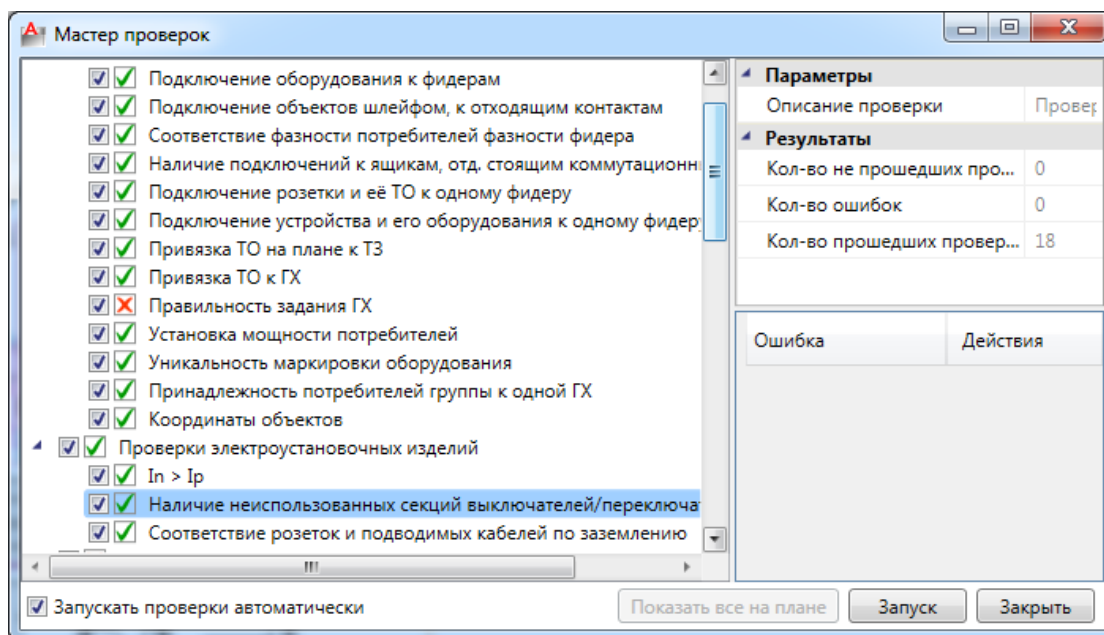 Мастер проверок
Подключение оборудования к фидерам
Подключение объектов шлейфом, к отходящим контактам
Соответствие фазности потребителей фазности фидера
Наличие подключений к ящикам, отд. стоящим коммутационн
Подключение розетки и её ТО к одному фидеру
Подключение устройства и его оборудования к одному фидер
Привязка ТО на плане к ТЗ
Привязка ТО к ГХ
Правильность задания ГХ
Установка мощности потребителей
Уникальность маркировки оборудования
Принадлежность потребителей группы к одной ГХ
Координаты объектов
Проверки электроустановочных изделий
In > Ip
Наличие неиспользованных секций выключателей/переключа
Соответствие розеток и подводимых кабелей по заземлению
Параметры
Описание проверки Провер
Результаты
Кол-во не прошедших про... 0
Кол-во ошибок 0
Кол-во прошедших провер... 18
Ошибка Действия
Запускать проверки автоматически
Показать все на плане Запуск Закрыть